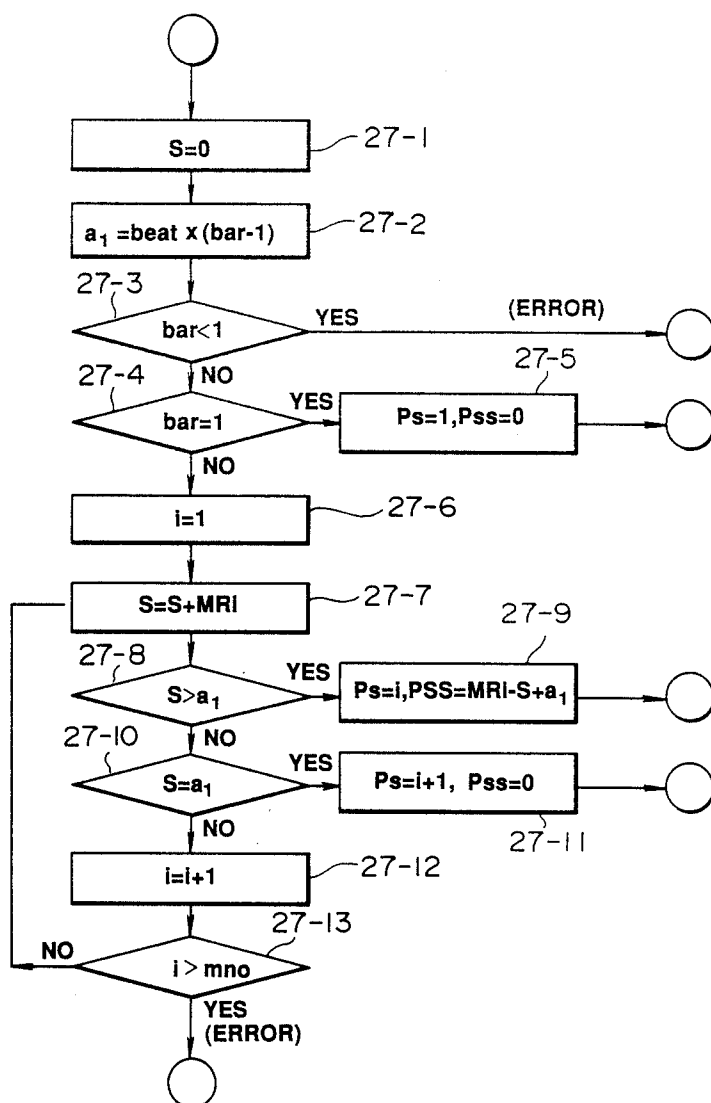 S=0
27-1
a₁=beat x (bar-1)
27-2
27-3
bar<1
YES
(ERROR)
NO
27-4
bar=1
YES
27-5
Ps=1,Pss=0
NO
i=1
27-6
S=S+MRi
27-7
27-8
S>a₁
YES
27-9
Ps=i,PSS=MRi-S+a₁
NO
27-10
S=a₁
YES
Ps=i+1, Pss=0
27-11
NO
i=i+1
27-12
27-13
NO
i>mno
YES
(ERROR)